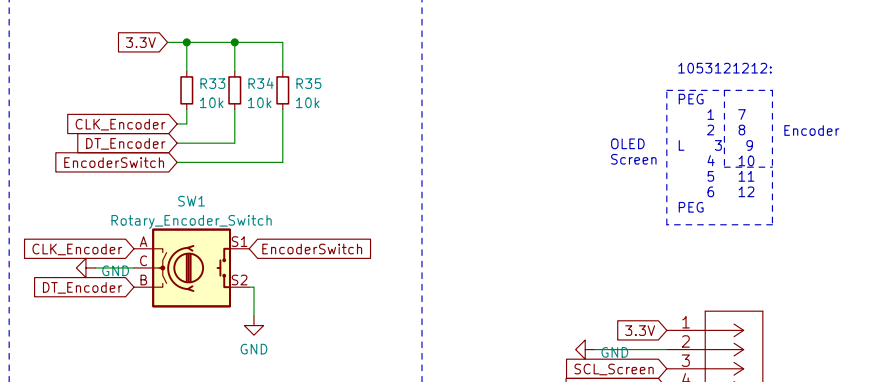 3.3V
R33 R34 R35
10k 10k 10k
CLK_Encoder
DT_Encoder
EncoderSwitch
SW1
Rotary_Encoder_Switch
CLK_Encoder A S1 EncoderSwitch
GND C
DT_Encoder B S2
GND
1053121212:
PEG
1 7
2 8
OLED
Screen
L 3 9
Encoder
4 10
5 11
6 12
PEG
3.3V 1
GND 2
SCL_Screen 3
4